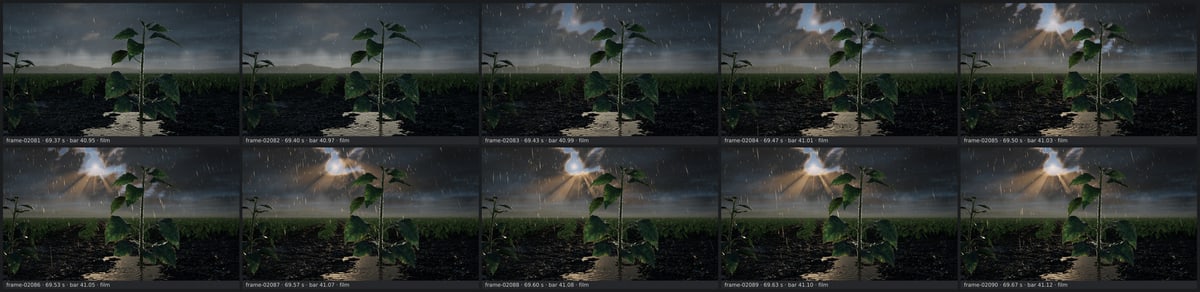 frame-02081 · 69.37 s · bar 40.95 · film
frame-02082 · 69.40 s · bar 40.97 · film
frame-02083 · 69.43 s · bar 40.99 · film
frame-02084 · 69.47 s · bar 41.01 · film
frame-02085 · 69.50 s · bar 41.03 · film
frame-02086 · 69.53 s · bar 41.05 · film
frame-02087 · 69.57 s · bar 41.07 · film
frame-02088 · 69.60 s · bar 41.08 · film
frame-02089 · 69.63 s · bar 41.10 · film
frame-02090 · 69.67 s · bar 41.12 · film